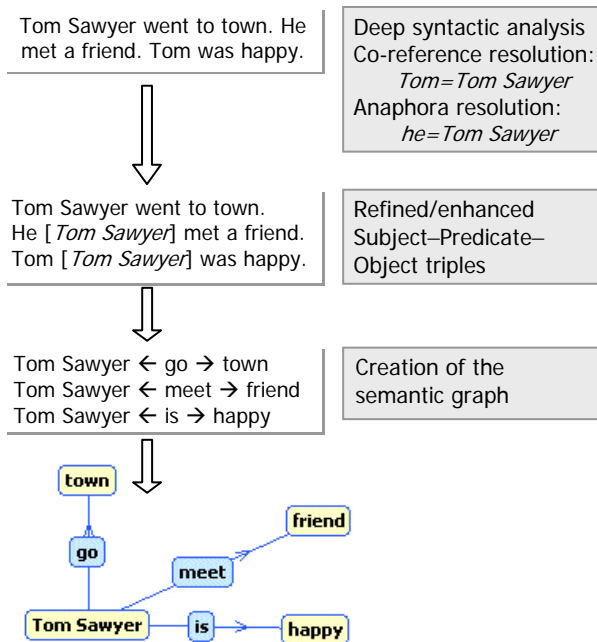 Tom Sawyer went to town. He
met a friend. Tom was happy.
Deep syntactic analysis
Co-reference resolution:
Tom=Tom Sawyer
Anaphora resolution:
he=Tom Sawyer
Tom Sawyer went to town.
He [Tom Sawyer] met a friend.
Tom [Tom Sawyer] was happy.
Refined/enhanced
Subject–Predicate–
Object triples
Tom Sawyer ← go → town
Tom Sawyer ← meet → friend
Tom Sawyer ← is → happy
Creation of the
semantic graph
town
friend
go
meet
Tom Sawyer
is
happy